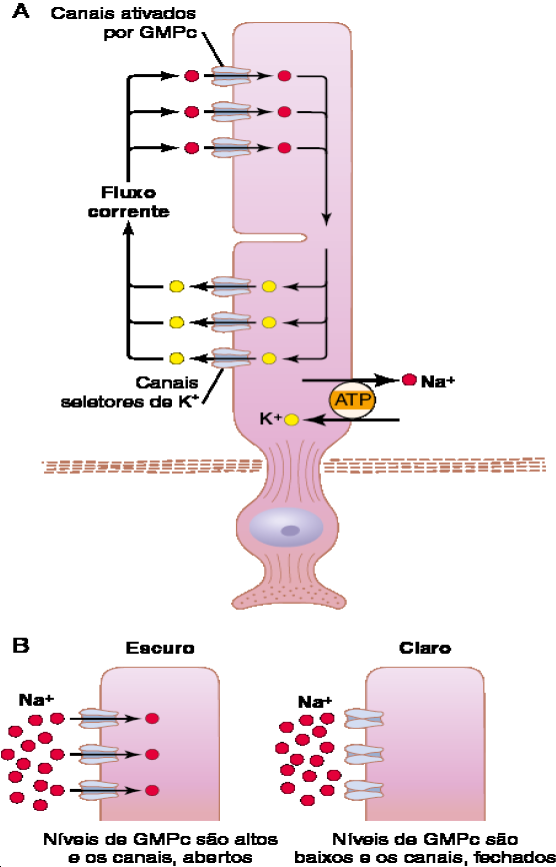 A
Canais ativados
por GMPc
Fluxo
corrente
Canais
seletores de K⁺
Na⁺
ATP
K⁺
B
Escuro
Claro
Na⁺
Na⁺
Níveis de GMPc são altos
e os canais, abertos
Níveis de GMPc são
baixos e os canais, fechados